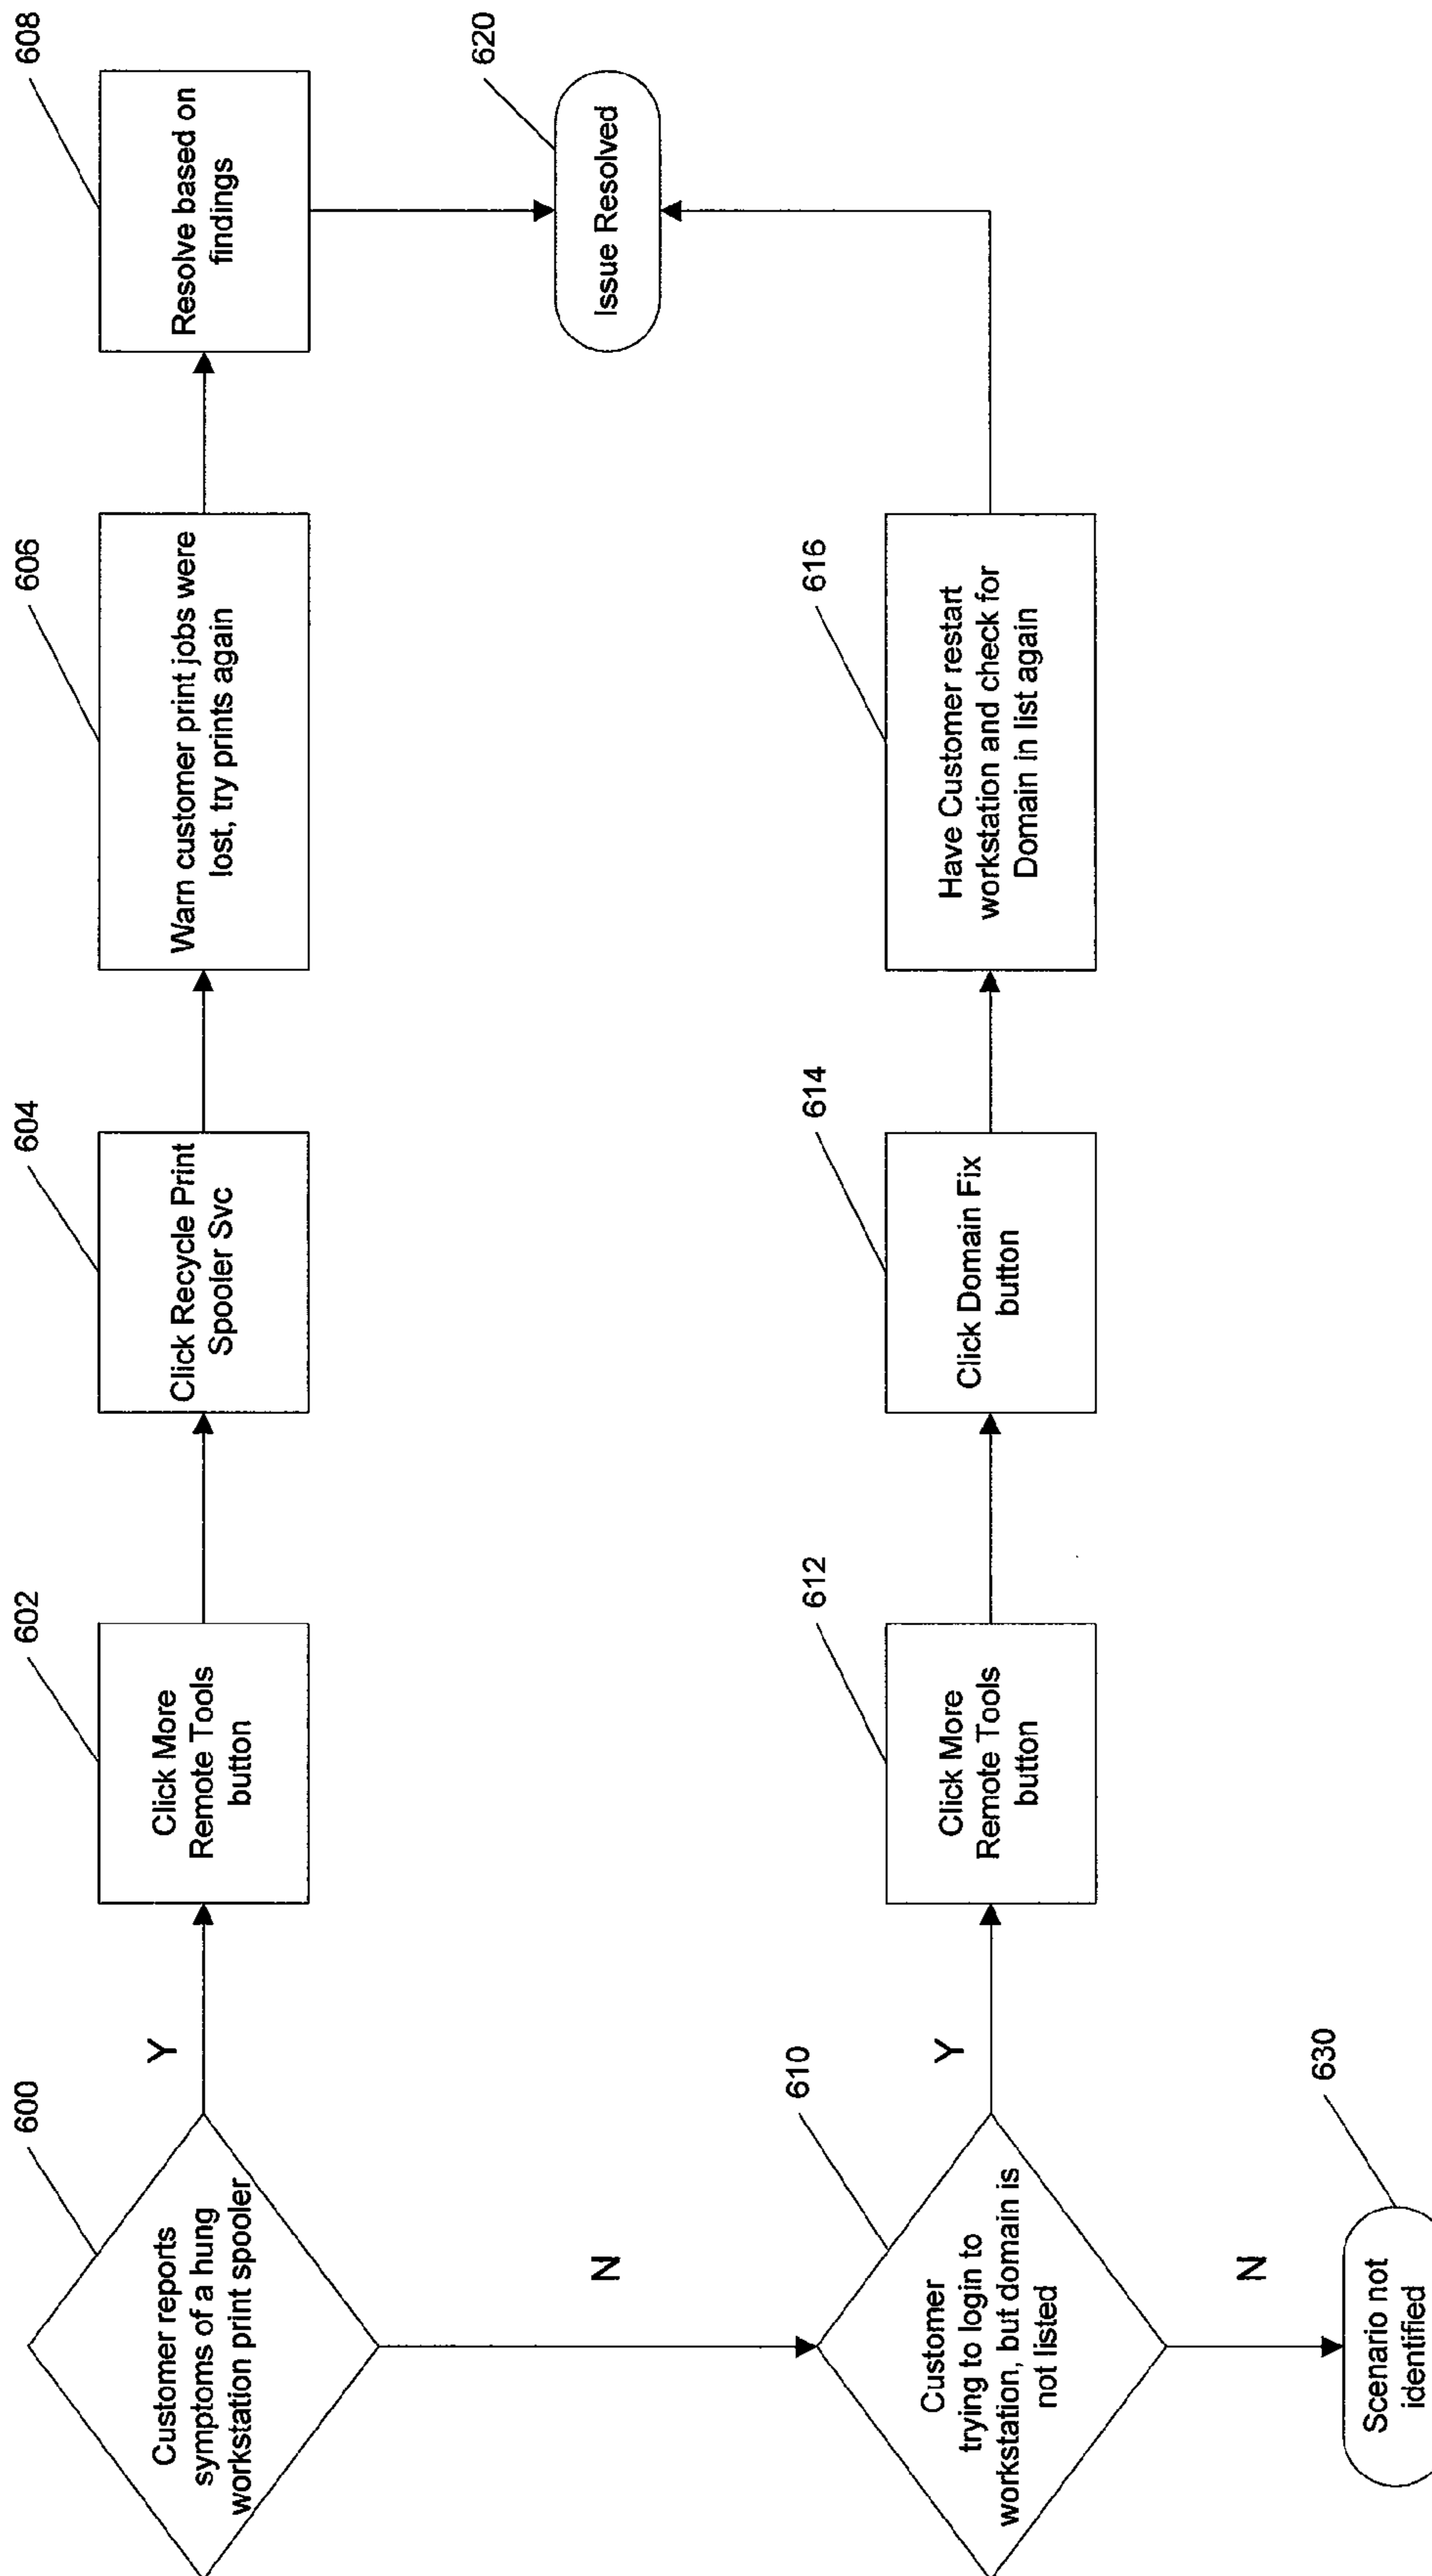 600
Customer reports
symptoms of a hung
workstation print spooler
Y
602
Click More
Remote Tools
button
604
Click Recycle Print
Spooler Svc
606
Warn customer print jobs were
lost, try prints again
608
Resolve based on
findings
N
620
Issue Resolved
610
Customer
trying to login to
workstation, but domain is
not listed
Y
612
Click More
Remote Tools
button
614
Click Domain Fix
button
616
Have Customer restart
workstation and check for
Domain in list again
N
630
Scenario not
identified